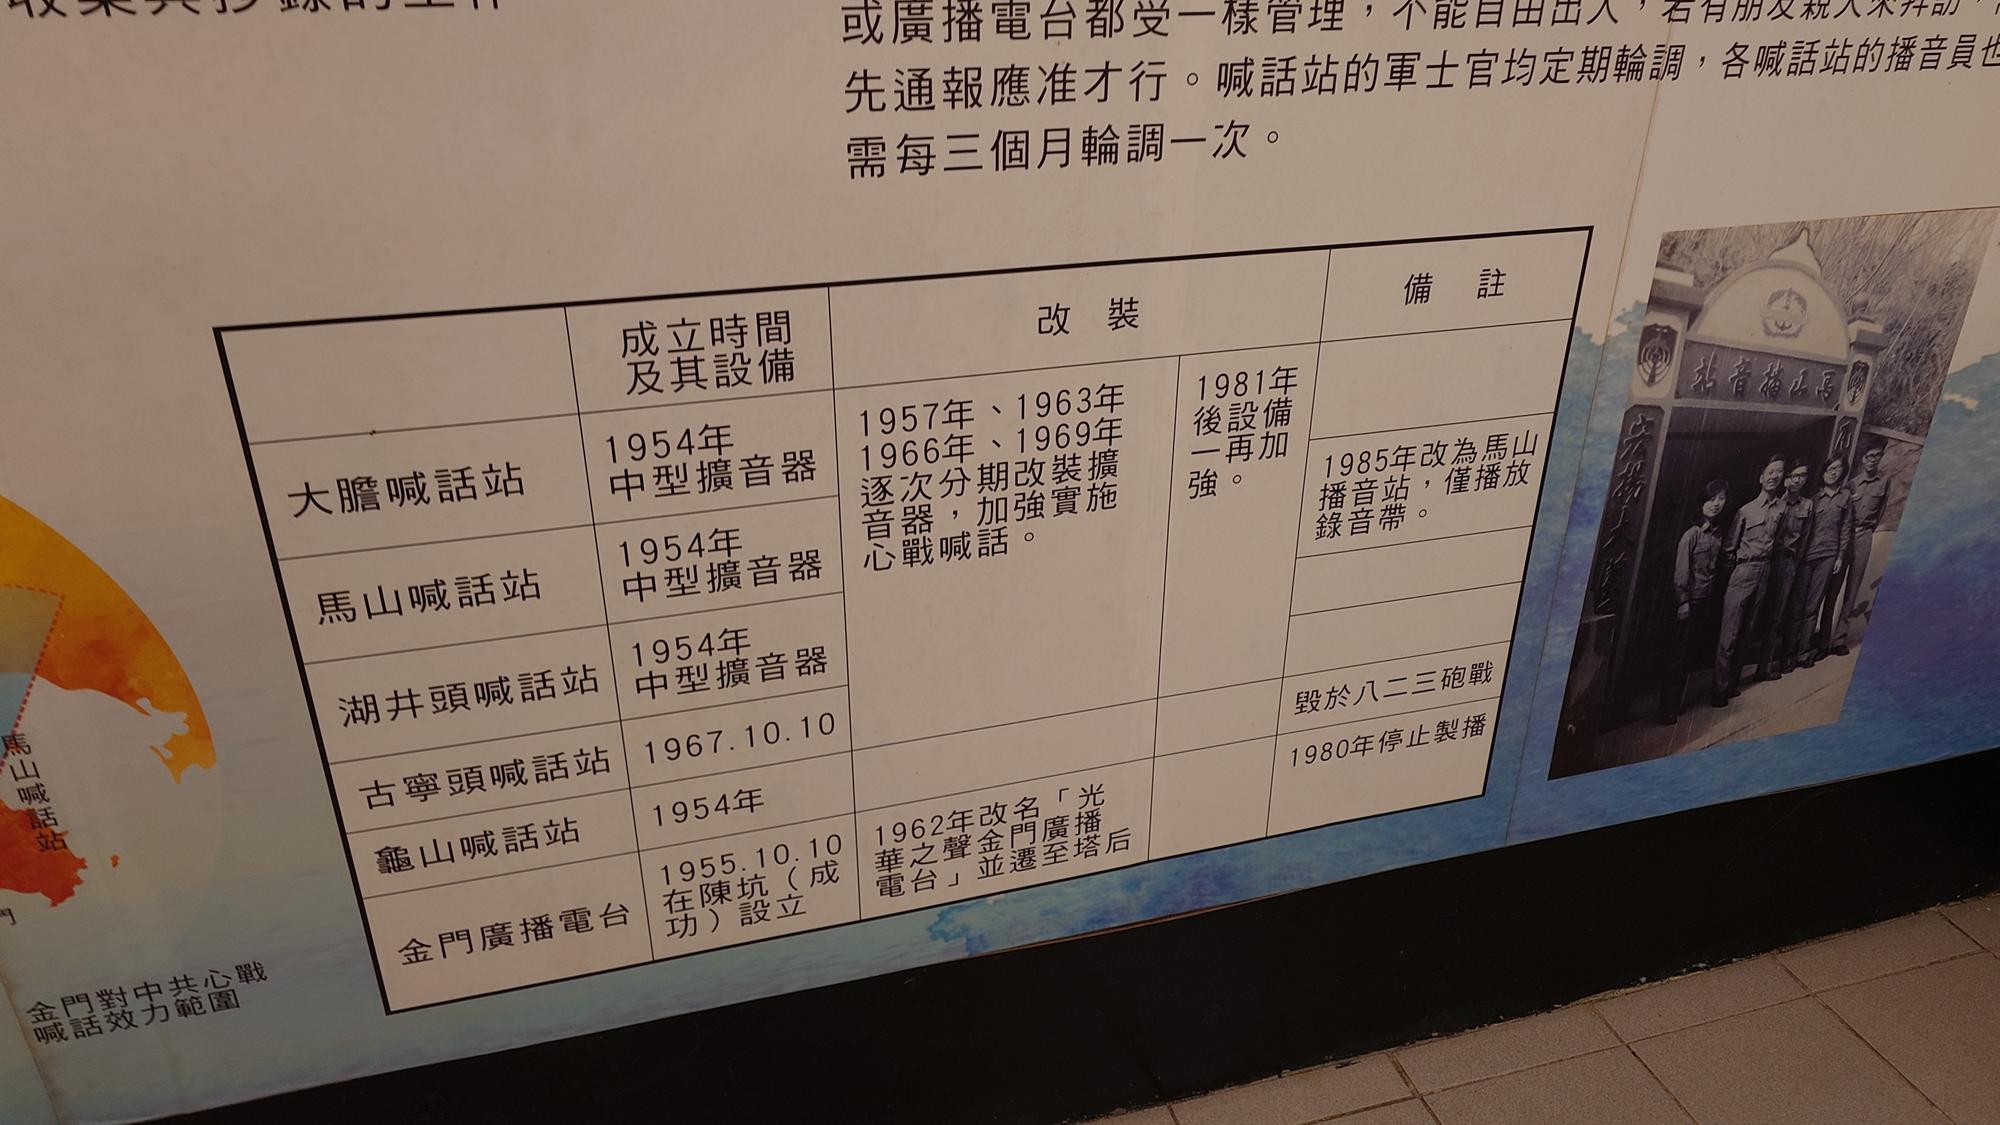 或廣播電台都受一樣管理，不能自由出入，若有朋友親人來拜訪，
先通報應准才行。喊話站的軍士官均定期輪調，各喊話站的播音員也
需每三個月輪調一次。
成立時間
及其設備
改 裝
備 註
大膽喊話站
1954年
中型擴音器
1957年、1963年
1966年、1969年
逐次分期改裝擴
音器，加強實施
心戰喊話。
1981年
後設備
一再加
強。
馬山喊話站
1954年
中型擴音器
1985年改為馬山
播音站，僅播放
錄音帶。
湖井頭喊話站
1954年
中型擴音器
古寧頭喊話站
1967.10.10
龜山喊話站
1954年
毀於八二三砲戰
金門廣播電台
1955.10.10
在陳坑（成
功）設立
1962年改名「光
華之聲金門廣播
電台」並遷至塔后
1980年停止製播
站音播山馬
馬山喊話站
門
金門對中共心戰
喊話效力範圍